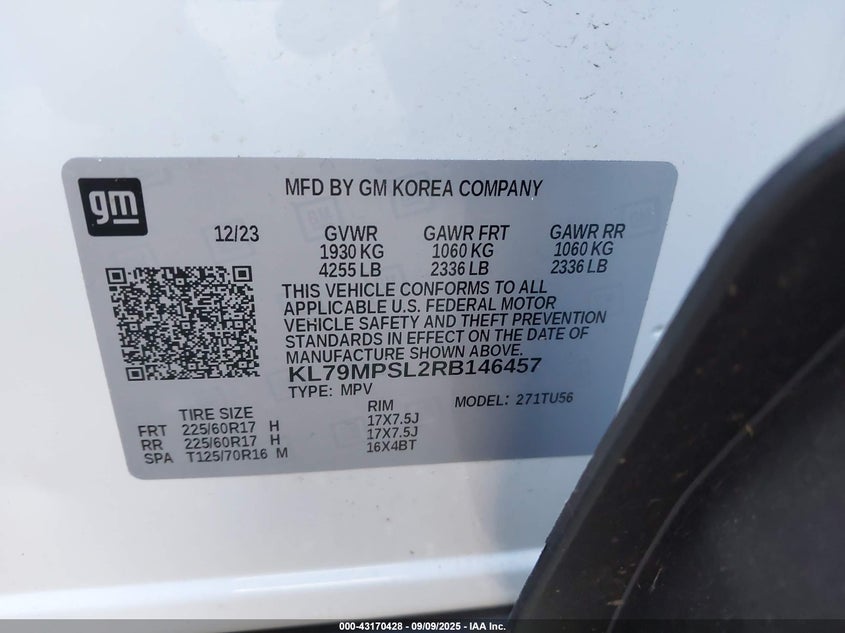 gm
MFD BY GM KOREA COMPANY
12/23 GVWR GAWR FRT GAWR RR
1930 KG 1060 KG 1060 KG
4255 LB 2336 LB 2336 LB
THIS VEHICLE CONFORMS TO ALL
APPLICABLE U.S. FEDERAL MOTOR
VEHICLE SAFETY AND THEFT PREVENTION
STANDARDS IN EFFECT ON THE DATE OF
MANUFACTURE SHOWN ABOVE.
KL79MPSL2RB146457
TYPE: MPV MODEL: 271TU56
TIRE SIZE RIM
FRT 225/60R17 H 17X7.5J
RR 225/60R17 H 17X7.5J
SPA T125/70R16 M 16X4BT
000-43170428 - 09/09/2025 - IAA Inc.